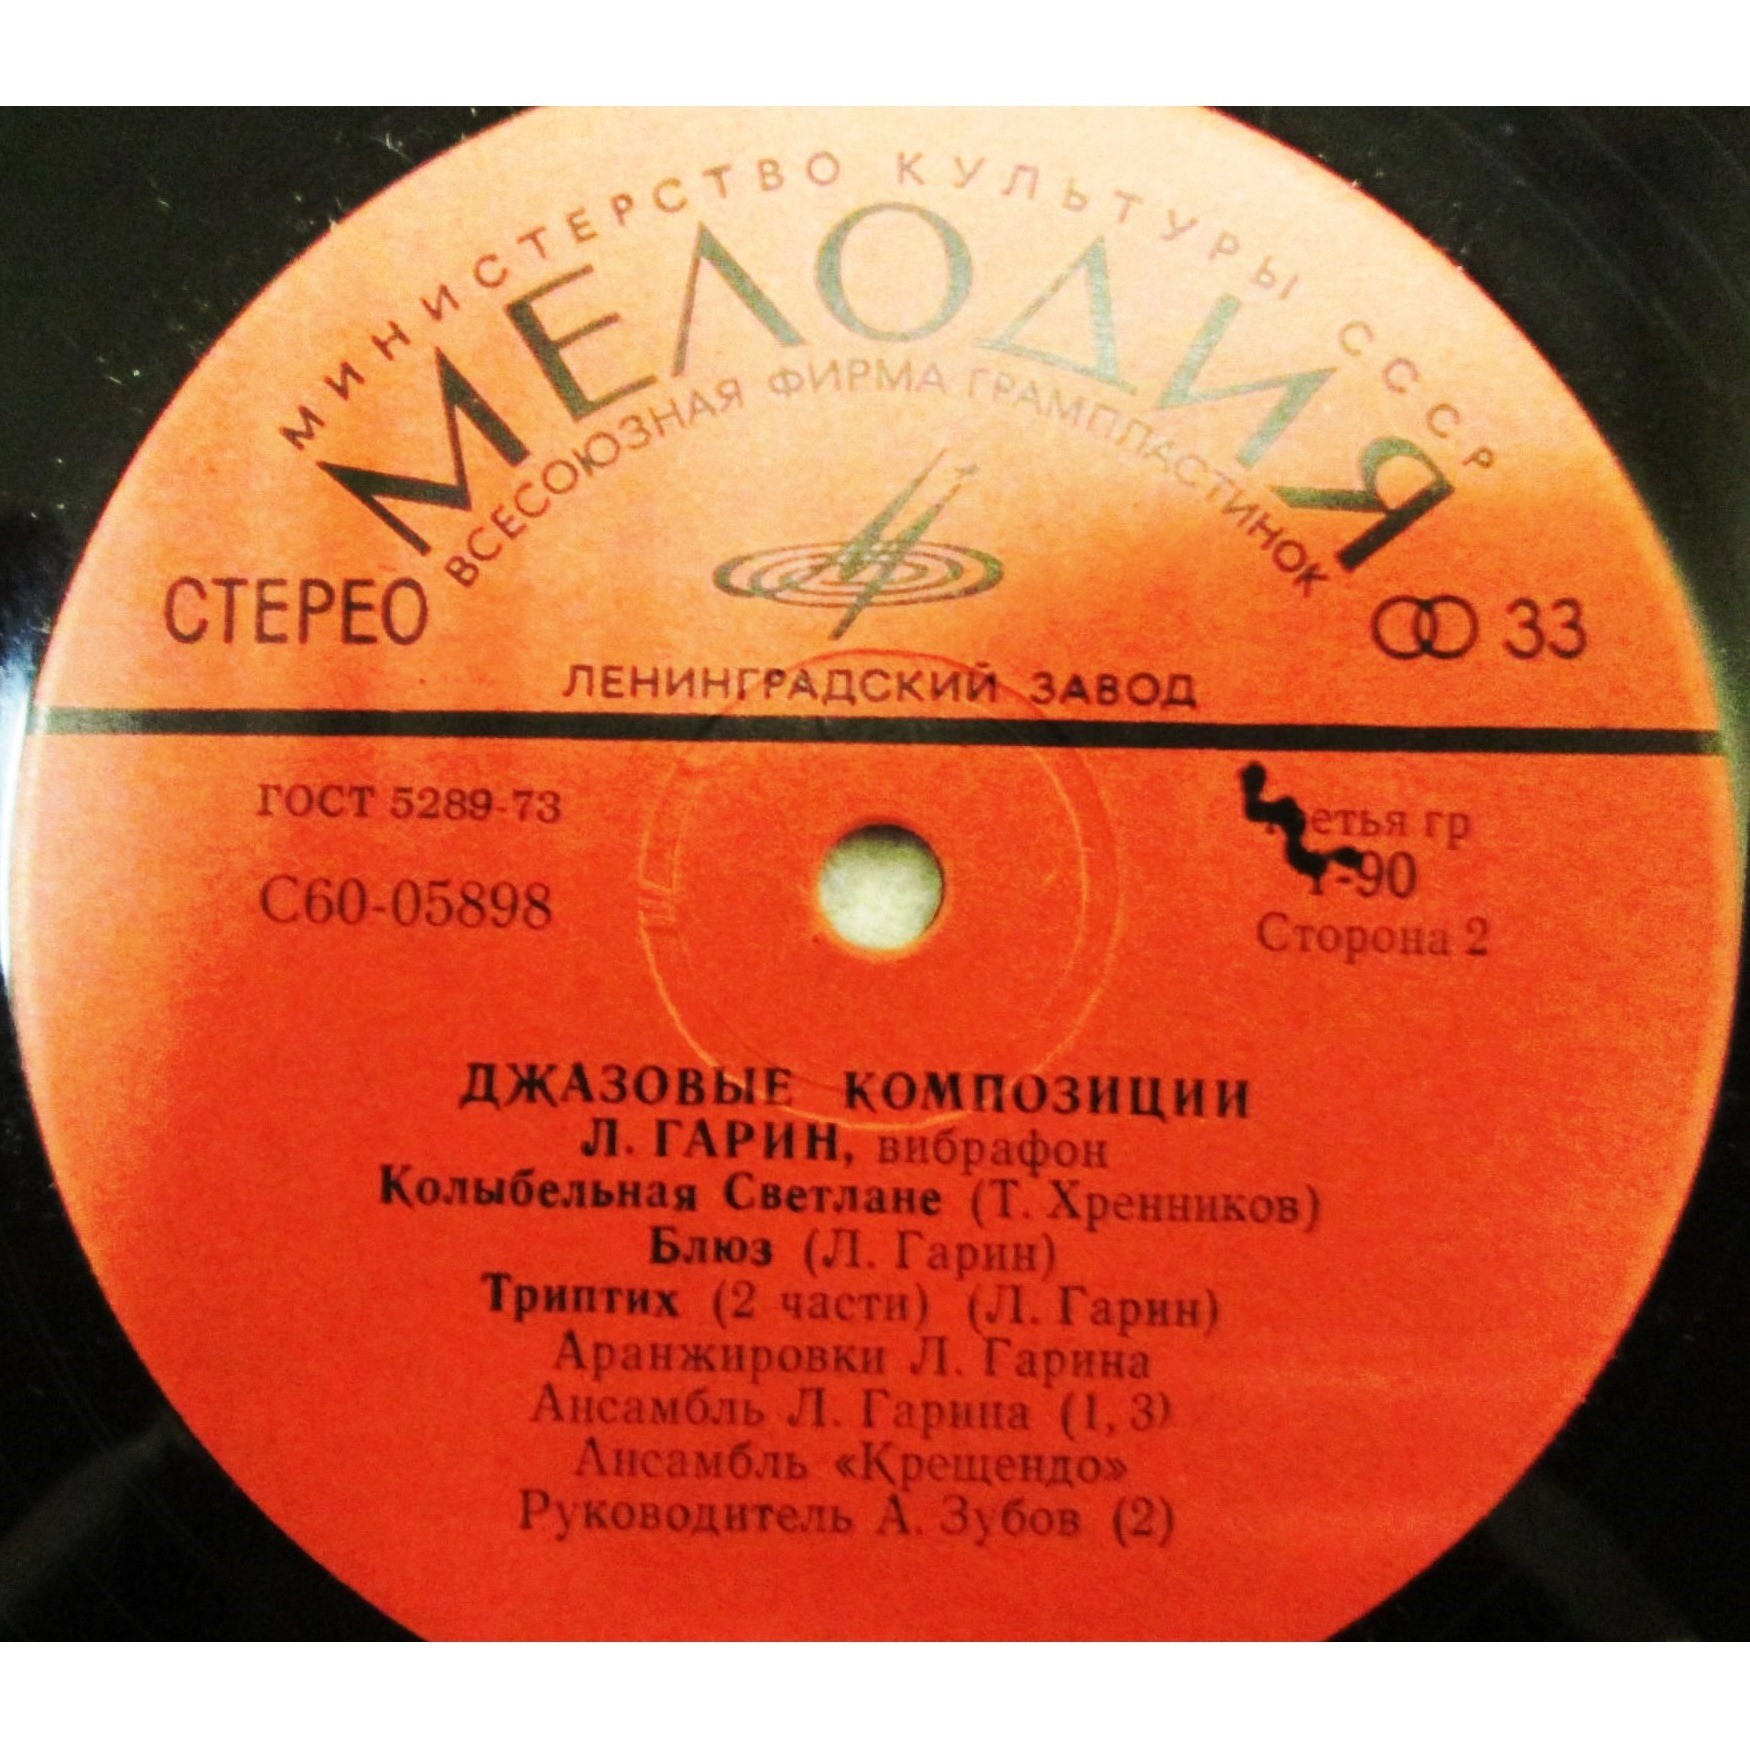 МИНИСТЕРСТВО КУЛЬТУРЫ СССР
МЕЛОДИЯ
ВСЕСОЮЗНАЯ ФИРМА ГРАМПЛАСТИНОК
СТЕРЕО
33
ЛЕНИНГРАДСКИЙ ЗАВОД
ГОСТ 5289-73
гр
С60-05898
Сторона 2
ДЖАЗОВЫЕ КОМПОЗИЦИИ
Л. ГАРИН, вибрафон
Колыбельная Светлане (Т. Хренников)
Блюз (Л. Гарин)
Триптих (2 части) (Л. Гарин)
Аранжировки Л. Гарина
Ансамбль Л. Гарина (1, 3)
Ансамбль «Крещендо»
Руководитель А. Зубов (2)